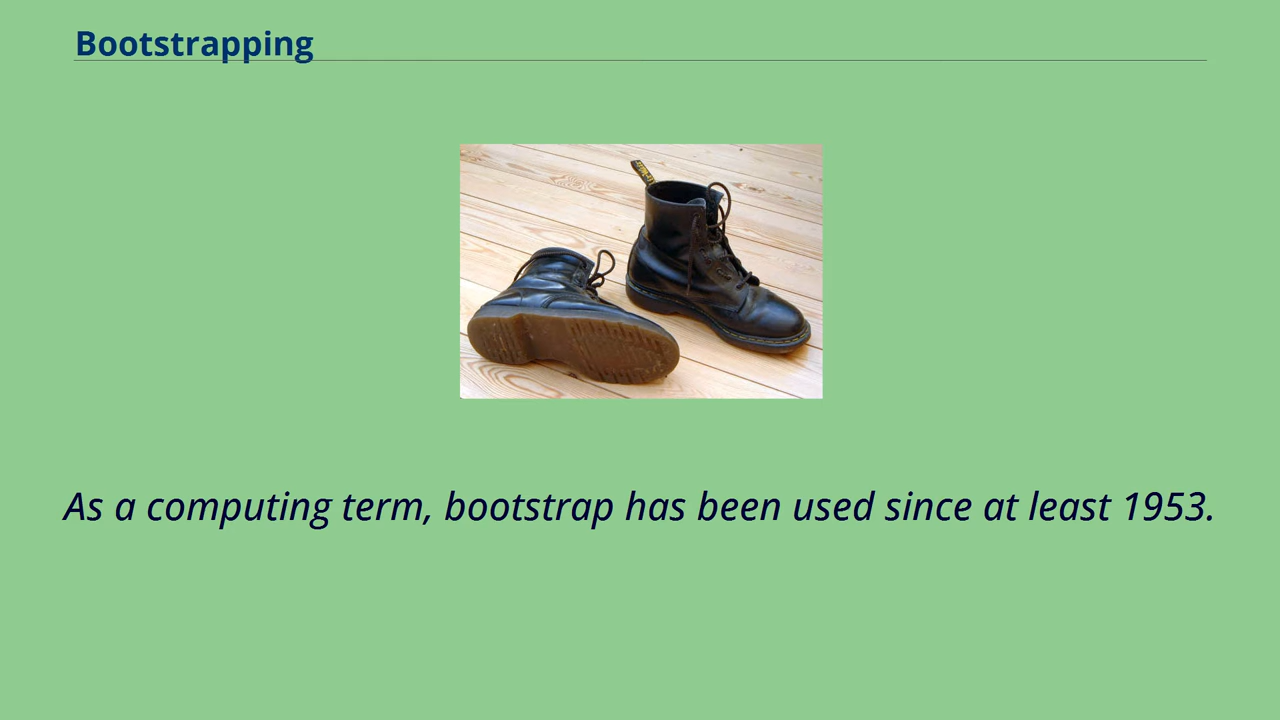 Bootstrapping
As a computing term, bootstrap has been used since at least 1953.